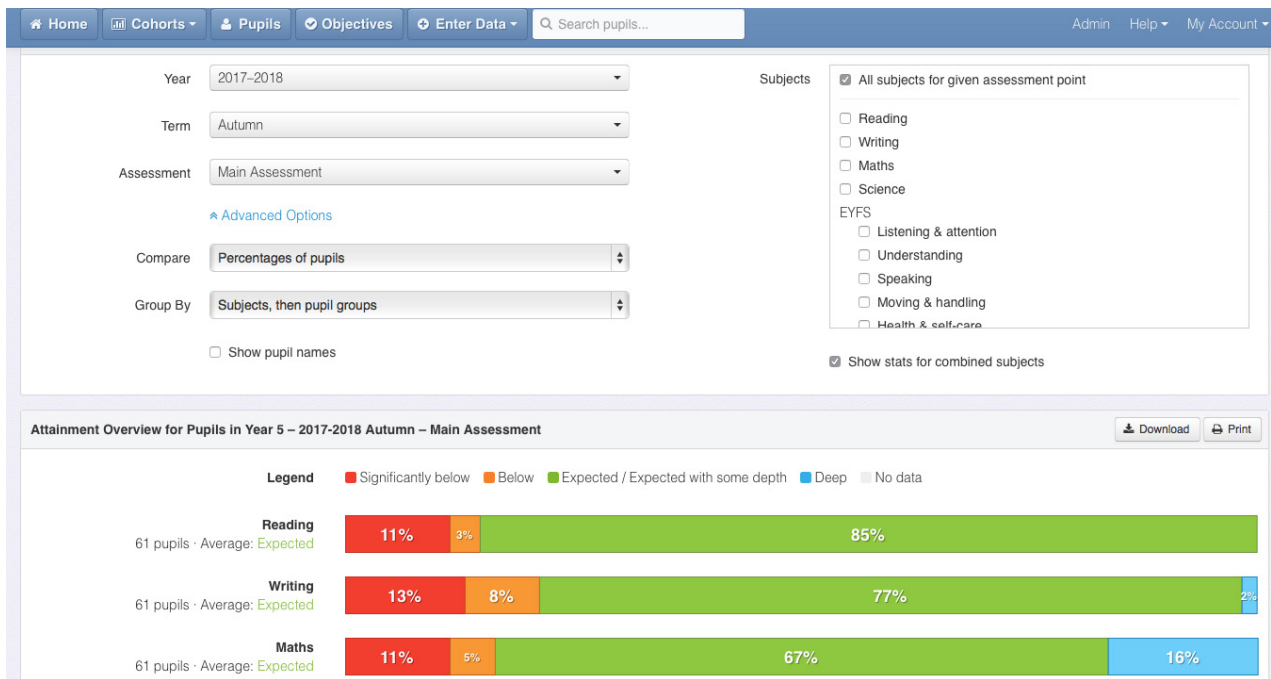 Home Cohorts Pupils Objectives Enter Data Search pupils... Admin Help My Account
Year 2017–2018
Term Autumn
Assessment Main Assessment
Advanced Options
Compare Percentages of pupils
Group By Subjects, then pupil groups
Show pupil names
Subjects All subjects for given assessment point
Reading
Writing
Maths
Science
EYFS
Listening & attention
Understanding
Speaking
Moving & handling
Health & self-care
Show stats for combined subjects
Attainment Overview for Pupils in Year 5 – 2017-2018 Autumn – Main Assessment Download Print
Legend Significantly below Below Expected / Expected with some depth Deep No data
Reading
61 pupils · Average: Expected
11% 3% 85%
Writing
61 pupils · Average: Expected
13% 8% 77% 2%
Maths
61 pupils · Average: Expected
11% 5% 67% 16%